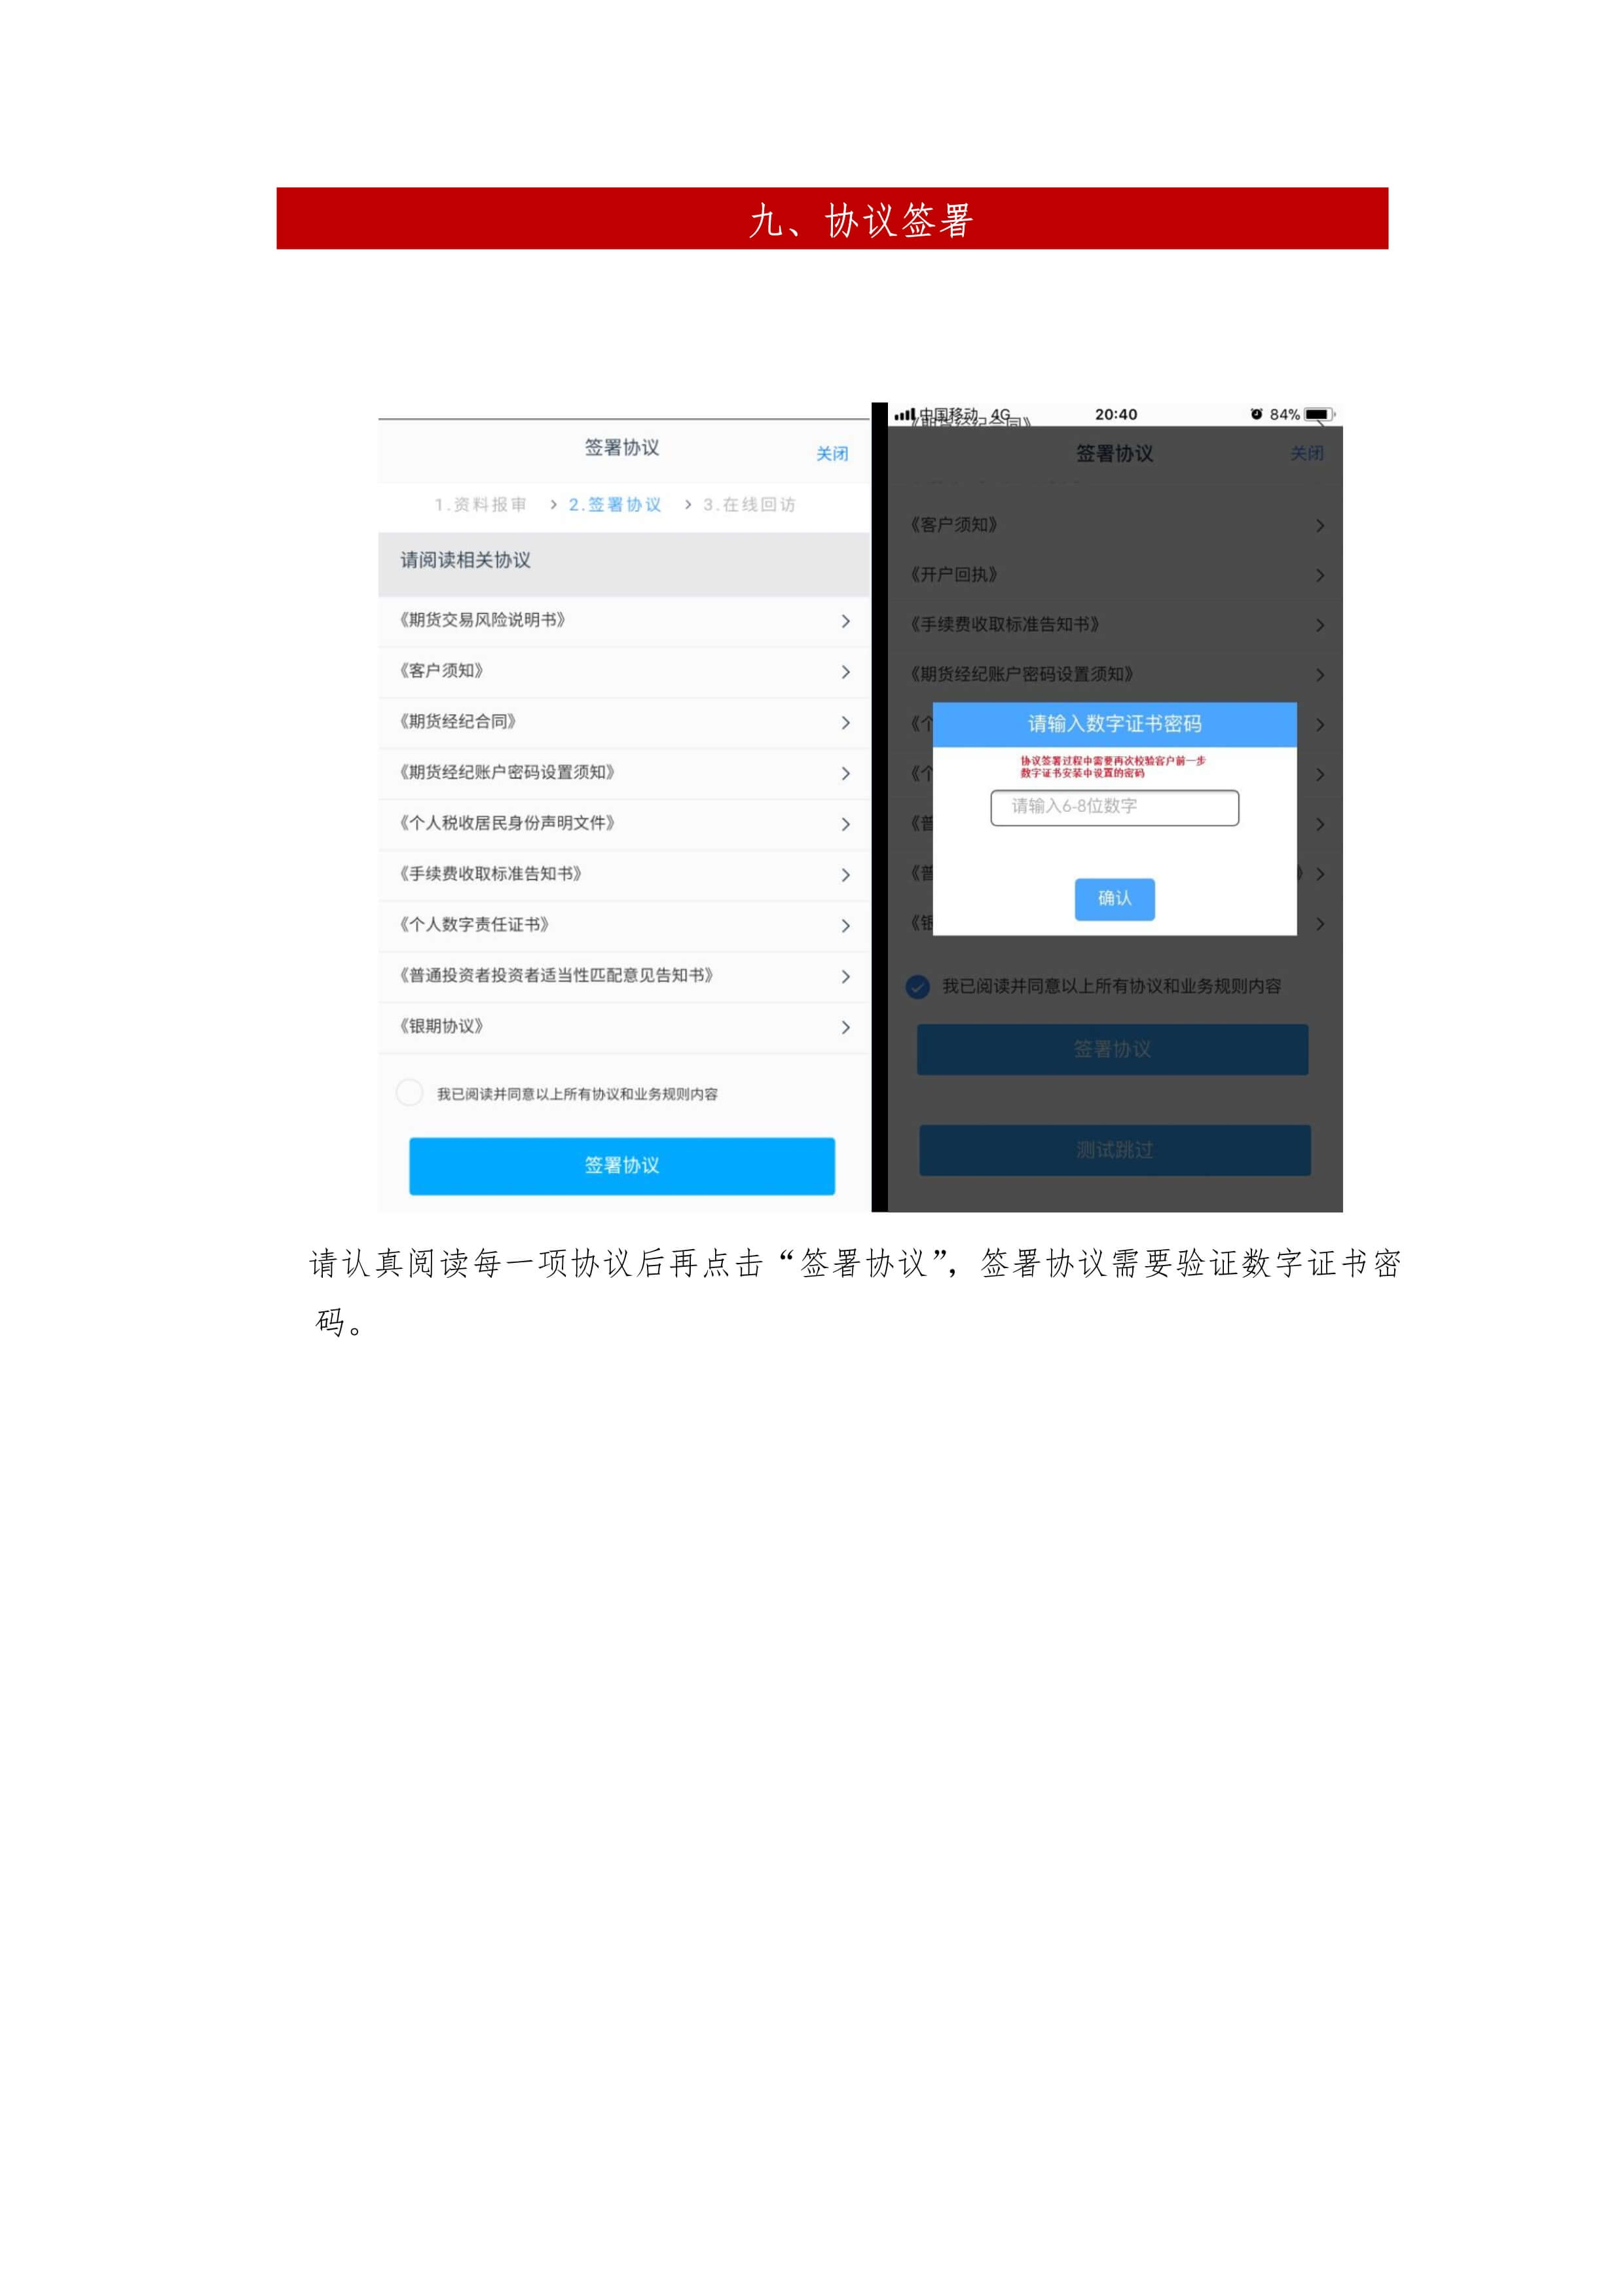 九、协议签署
签署协议
关闭
1.资料报审 > 2.签署协议 > 3.在线回访
请阅读相关协议
《期货交易风险说明书》
《客户须知》
《期货经纪合同》
《期货经纪账户密码设置须知》
《个人税收居民身份声明文件》
《手续费收取标准告知书》
《个人数字责任证书》
《普通投资者投资者适当性匹配意见告知书》
《银期协议》
我已阅读并同意以上所有协议和业务规则内容
签署协议
中国移动 4G 20:40 84%
《期货经纪合同》
签署协议
关闭
《客户须知》
《开户回执》
《手续费收取标准告知书》
《期货经纪账户密码设置须知》
《个
请输入数字证书密码
协议签署过程中需要再次校验客户前一步
数字证书安装中设置的密码
《个
请输入6-8位数字
《普
《普
》
确认
《银
我已阅读并同意以上所有协议和业务规则内容
签署协议
测试跳过
请认真阅读每一项协议后再点击“签署协议”，签署协议需要验证数字证书密
码。